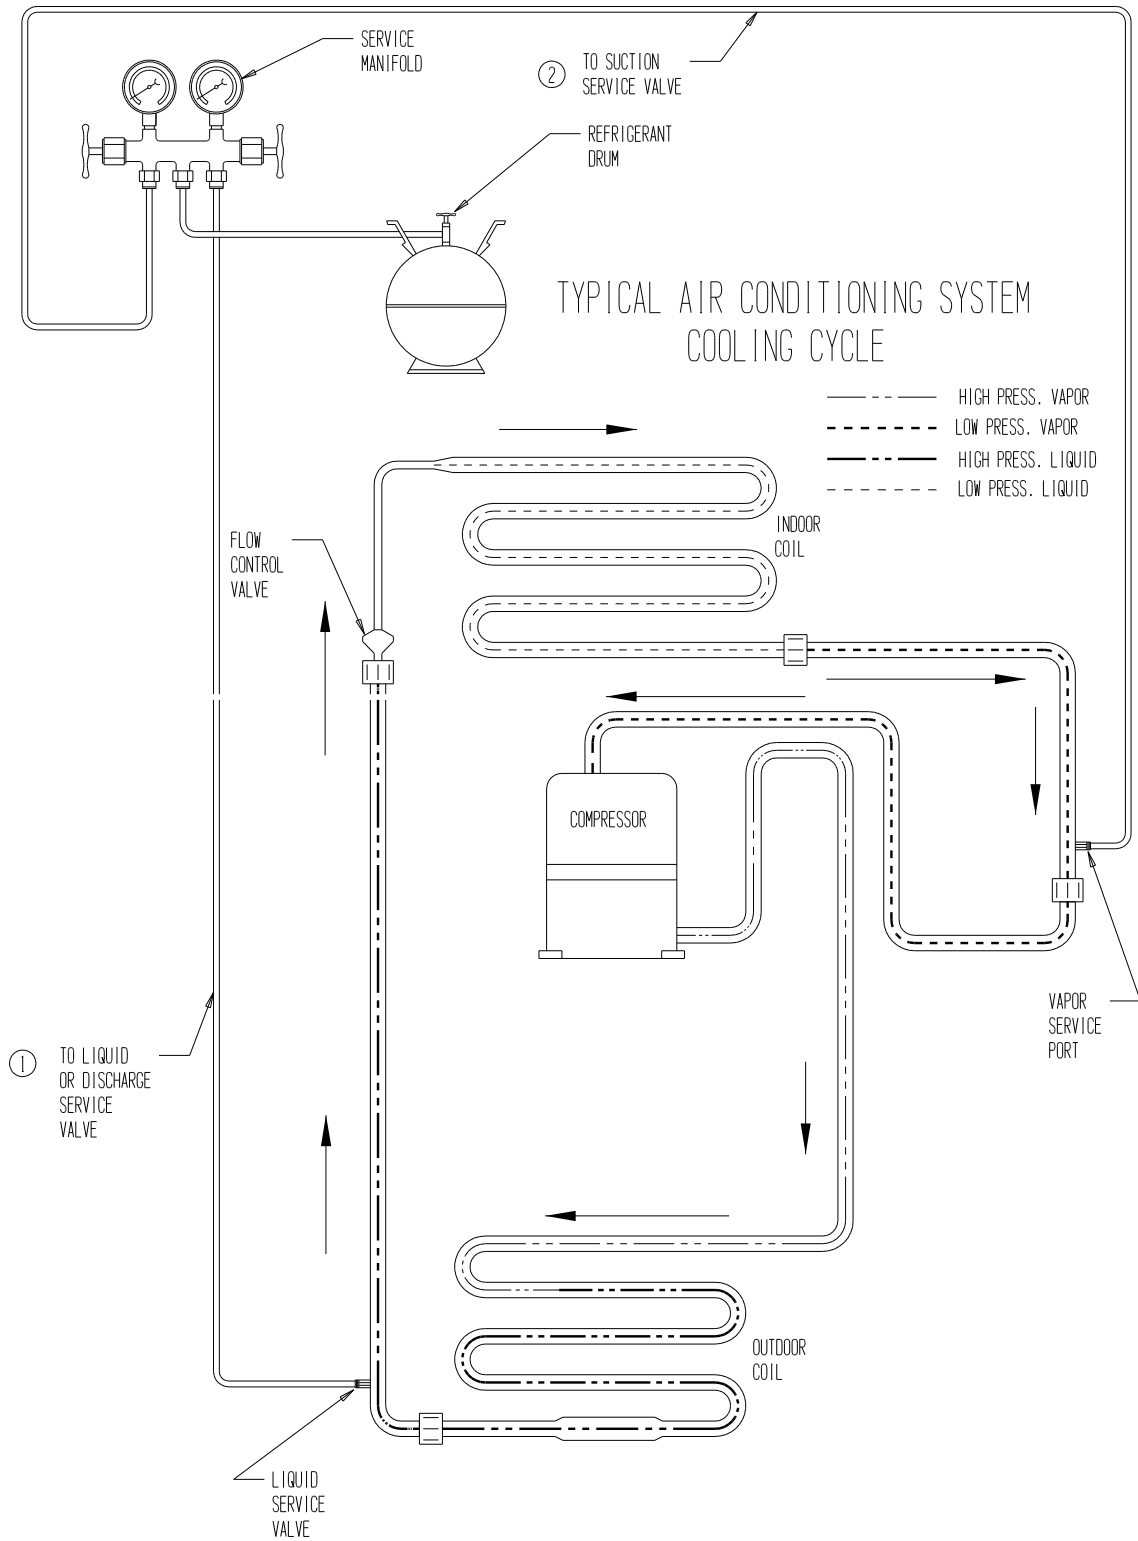 SERVICE
MANIFOLD
2
TO SUCTION
SERVICE VALVE
REFRIGERANT
DRUM
TYPICAL AIR CONDITIONING SYSTEM
COOLING CYCLE
HIGH PRESS. VAPOR
LOW PRESS. VAPOR
HIGH PRESS. LIQUID
LOW PRESS. LIQUID
INDOOR
COIL
FLOW
CONTROL
VALVE
COMPRESSOR
VAPOR
SERVICE
PORT
1
TO LIQUID
OR DISCHARGE
SERVICE
VALVE
OUTDOOR
COIL
LIQUID
SERVICE
VALVE